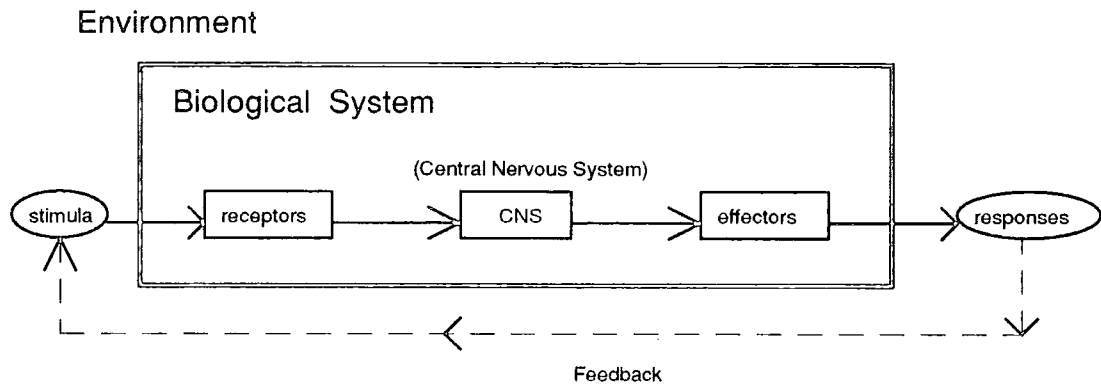 Environment
Biological System
(Central Nervous System)
stimula
receptors
CNS
effectors
responses
Feedback